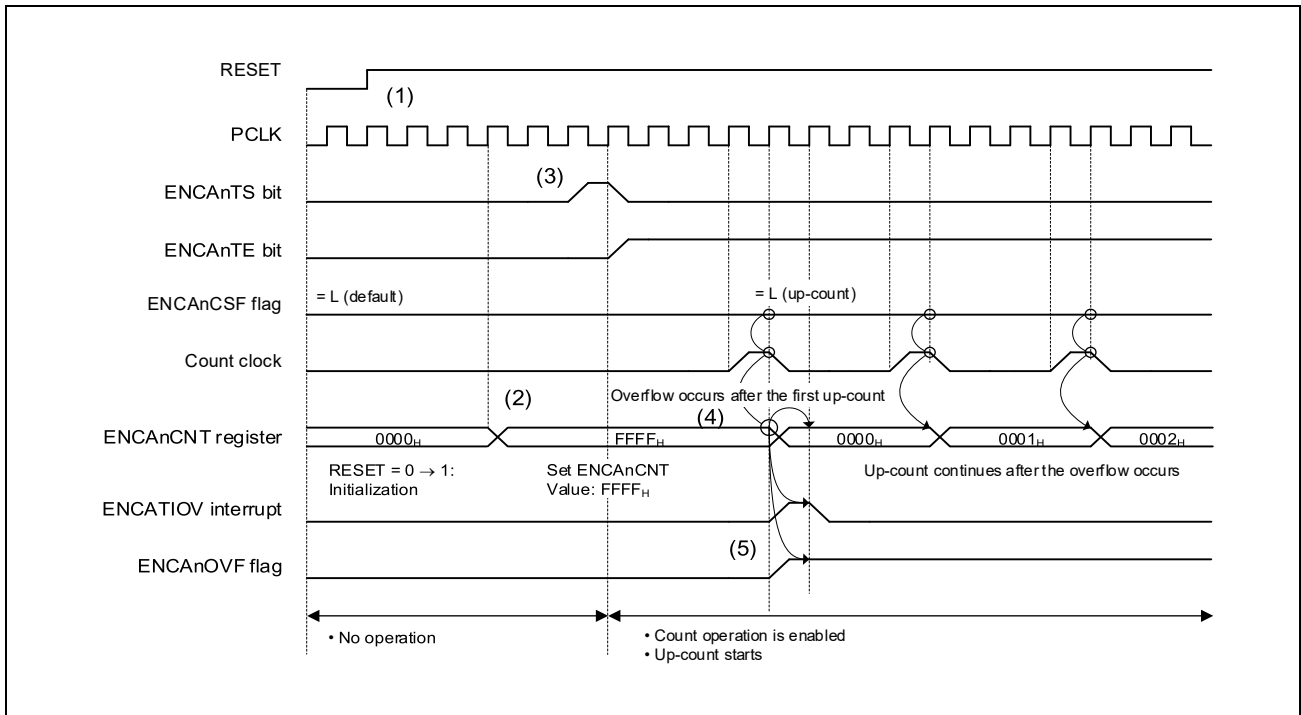 RESET
(1)
PCLK
(3)
ENCAnTS bit
ENCAnTE bit
ENCAnCSF flag
= L (default)
= L (up-count)
Count clock
(2)
Overflow occurs after the first up-count
(4)
ENCAnCNT register
0000H
FFFFH
0000H
0001H
0002H
RESET = 0 → 1:
Initialization
Set ENCAnCNT
Value: FFFFH
Up-count continues after the overflow occurs
ENCATIOV interrupt
(5)
ENCAnOVF flag
• No operation
• Count operation is enabled
• Up-count starts